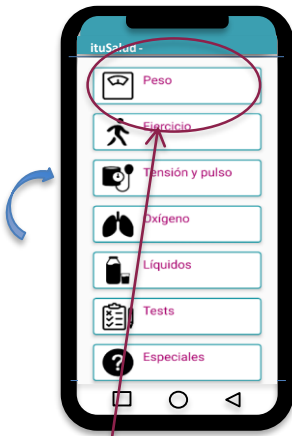 ituSalud -
Peso
Ejercicio
Tensión y pulso
Oxígeno
Líquidos
Tests
Especiales